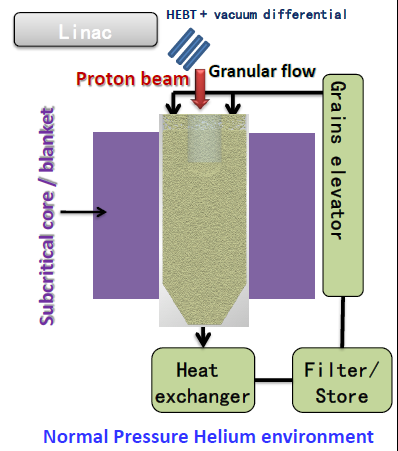 HEBT + vacuum differential
Linac
Proton beam
Granular flow
Grains elevator
Subcritical core / blanket
Heat
exchanger
Filter/
Store
Normal Pressure Helium environment